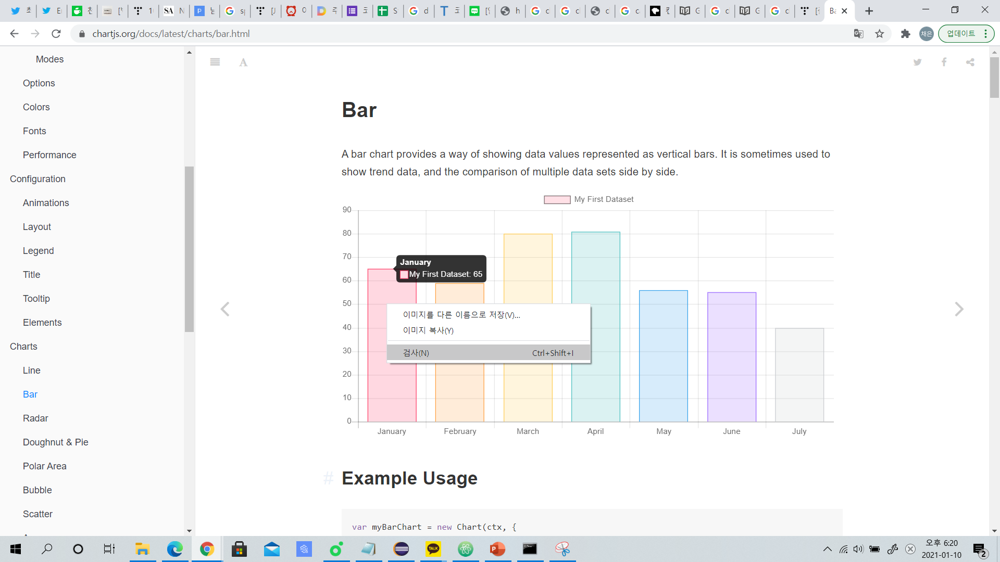 chartjs.org/docs/latest/charts/bar.html
채은
업데이트
Modes
Options
Colors
Fonts
Performance
Configuration
Animations
Layout
Legend
Title
Tooltip
Elements
Charts
Line
Bar
Radar
Doughnut & Pie
Polar Area
Bubble
Scatter
A
Bar
A bar chart provides a way of showing data values represented as vertical bars. It is sometimes used to
show trend data, and the comparison of multiple data sets side by side.
My First Dataset
90
80
70
60
50
40
30
20
10
0
January
My First Dataset: 65
이미지를 다른 이름으로 저장(V)...
이미지 복사(Y)
검사(N) Ctrl+Shift+I
January February March April May June July
# Example Usage
var myBarChart = new Chart(ctx, {
TALK
오후 6:20
2021-01-10
2